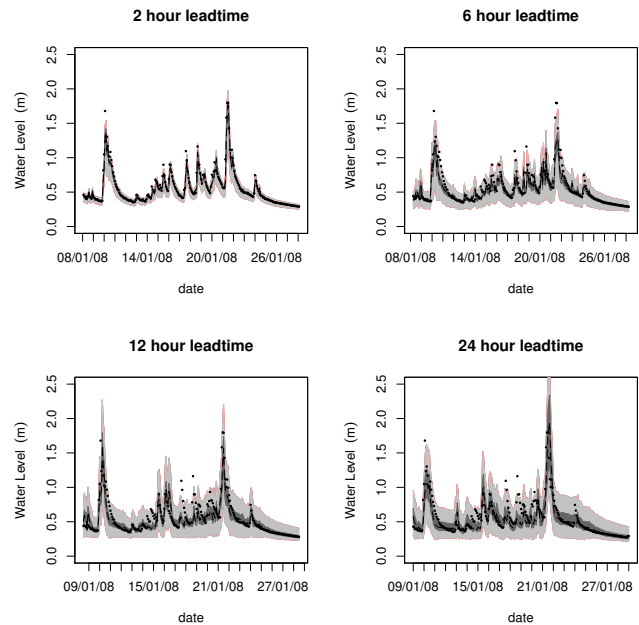 2 hour leadtime
6 hour leadtime
Water Level (m)
0.0 0.5 1.0 1.5 2.0 2.5
08/01/08 14/01/08 20/01/08 26/01/08
date
Water Level (m)
0.0 0.5 1.0 1.5 2.0 2.5
08/01/08 14/01/08 20/01/08 26/01/08
date
12 hour leadtime
24 hour leadtime
Water Level (m)
0.0 0.5 1.0 1.5 2.0 2.5
09/01/08 15/01/08 21/01/08 27/01/08
date
Water Level (m)
0.0 0.5 1.0 1.5 2.0 2.5
09/01/08 15/01/08 21/01/08 27/01/08
date